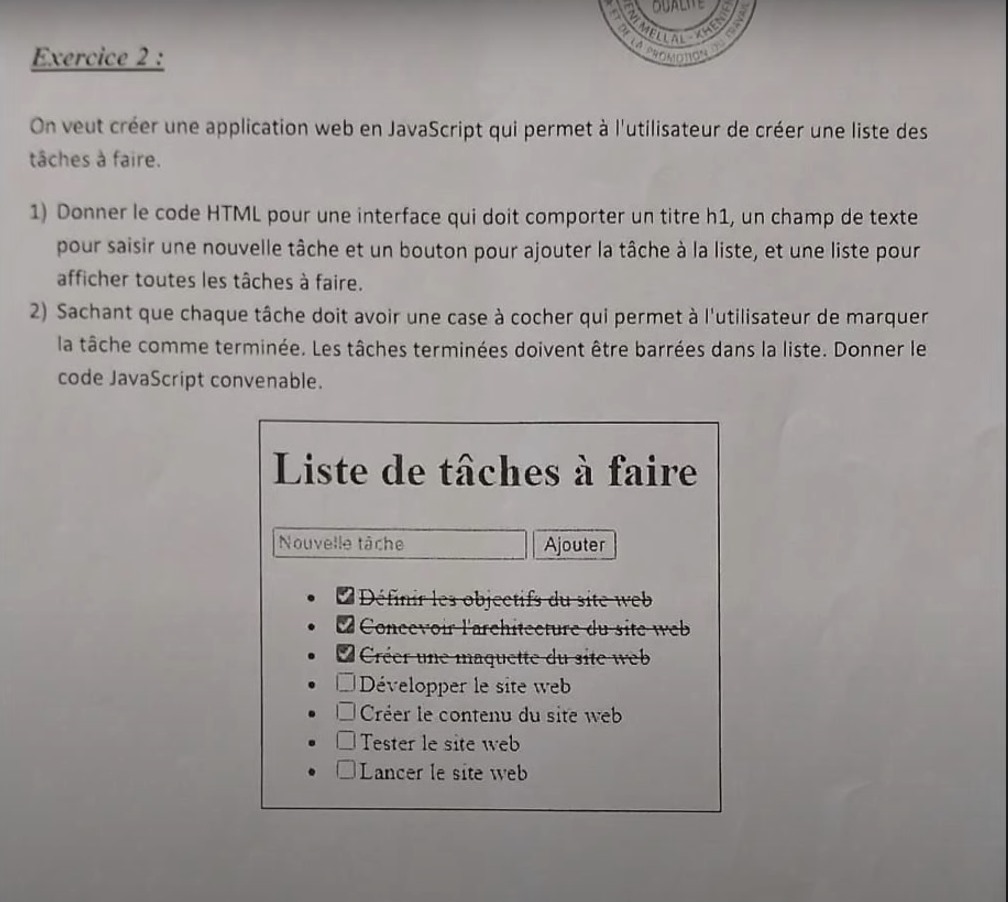 QUALITE
BENI MELLAL-KHENIFRA
ET DE LA PROMOTION DU TRAVAIL
Exercice 2 :
On veut créer une application web en JavaScript qui permet à l'utilisateur de créer une liste des
tâches à faire.
1) Donner le code HTML pour une interface qui doit comporter un titre h1, un champ de texte
pour saisir une nouvelle tâche et un bouton pour ajouter la tâche à la liste, et une liste pour
afficher toutes les tâches à faire.
2) Sachant que chaque tâche doit avoir une case à cocher qui permet à l'utilisateur de marquer
la tâche comme terminée. Les tâches terminées doivent être barrées dans la liste. Donner le
code JavaScript convenable.
Liste de tâches à faire
Nouvelle tâche Ajouter
Définir les objectifs du site web
Concevoir l'architecture du site web
Créer une maquette du site web
Développer le site web
Créer le contenu du site web
Tester le site web
Lancer le site web